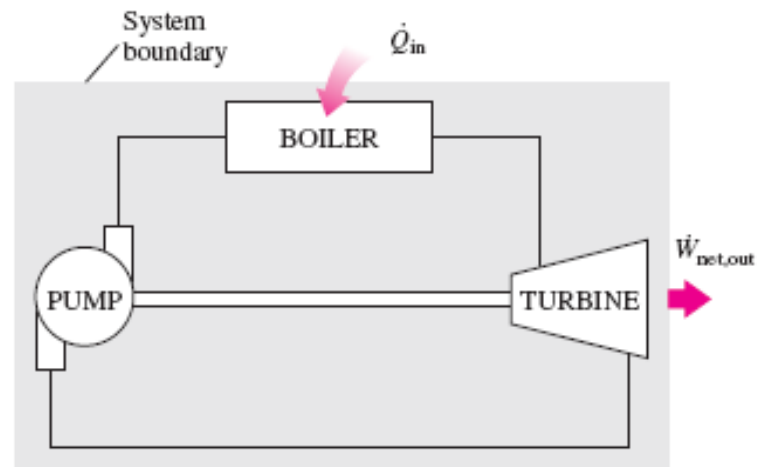 System
boundary
Q̇in
BOILER
Ẇnet,out
PUMP
TURBINE